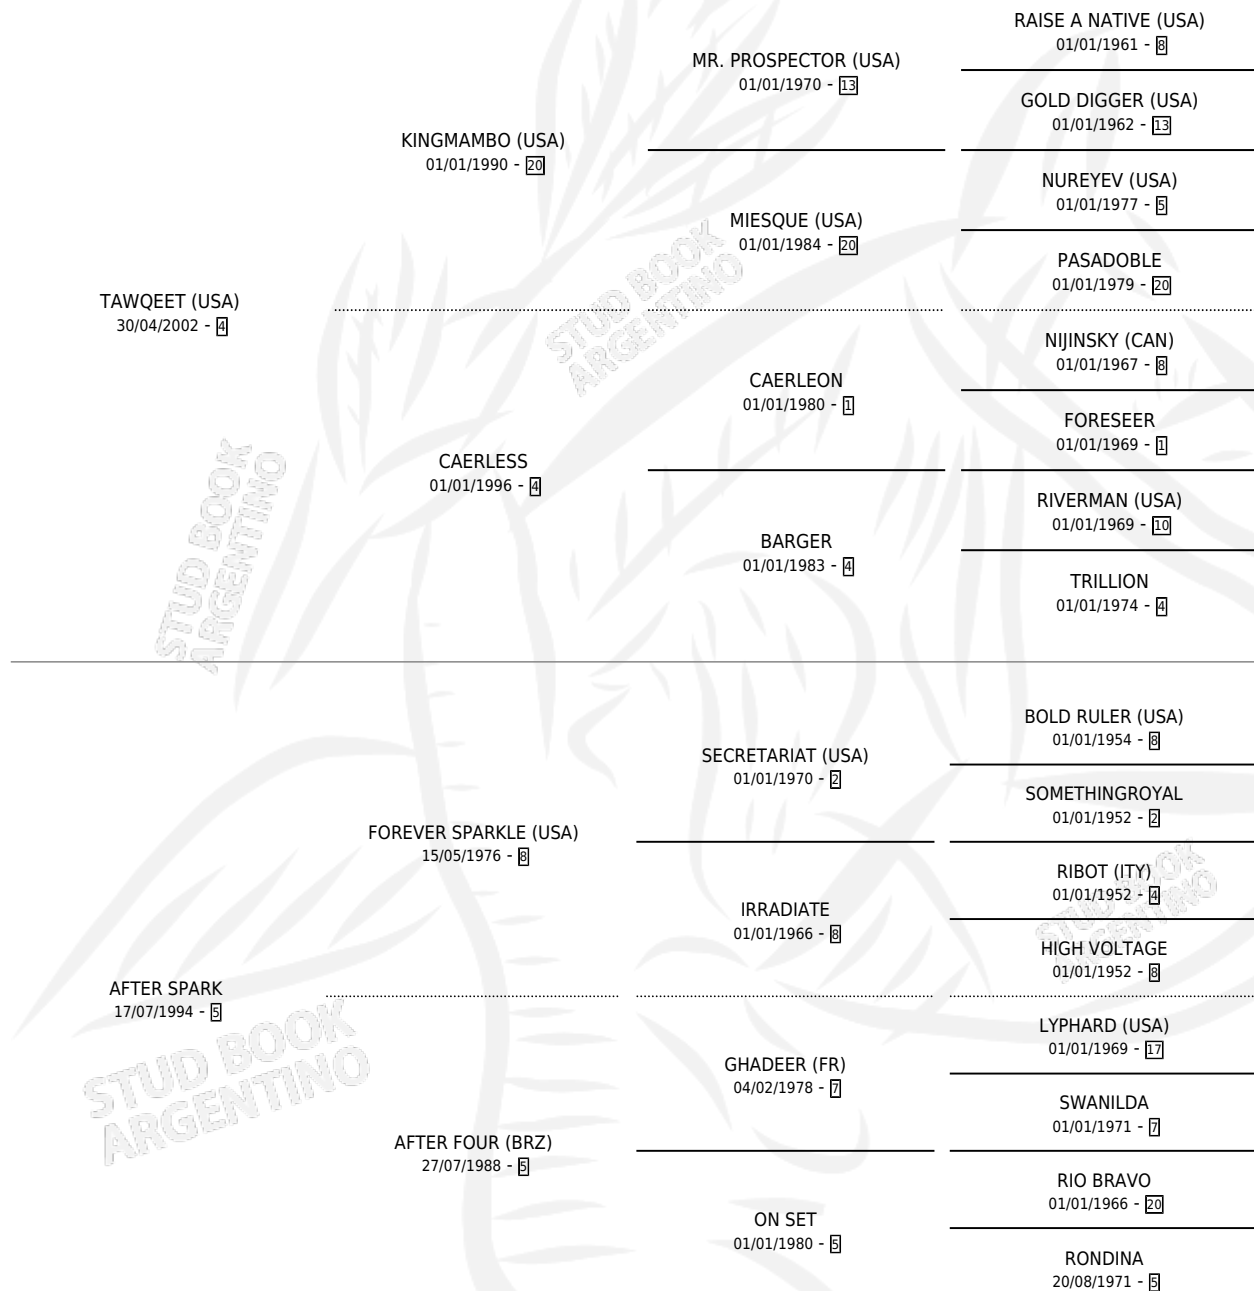 TAWQEET (USA)
30/04/2002 - 4
KINGMAMBO (USA)
01/01/1990 - 20
MR. PROSPECTOR (USA)
01/01/1970 - 13
RAISE A NATIVE (USA)
01/01/1961 - 8
GOLD DIGGER (USA)
01/01/1962 - 13
MIESQUE (USA)
01/01/1984 - 20
NUREYEV (USA)
01/01/1977 - 5
PASADOBLE
01/01/1979 - 20
CAERLESS
01/01/1996 - 4
CAERLEON
01/01/1980 - 1
NIJINSKY (CAN)
01/01/1967 - 8
FORESEER
01/01/1969 - 1
BARGER
01/01/1983 - 4
RIVERMAN (USA)
01/01/1969 - 10
TRILLION
01/01/1974 - 4
AFTER SPARK
17/07/1994 - 5
FOREVER SPARKLE (USA)
15/05/1976 - 8
SECRETARIAT (USA)
01/01/1970 - 2
BOLD RULER (USA)
01/01/1954 - 8
SOMETHINGROYAL
01/01/1952 - 2
IRRADIATE
01/01/1966 - 8
RIBOT (ITY)
01/01/1952 - 4
HIGH VOLTAGE
01/01/1952 - 8
AFTER FOUR (BRZ)
27/07/1988 - 5
GHADEER (FR)
04/02/1978 - 7
LYPHARD (USA)
01/01/1969 - 17
SWANILDA
01/01/1971 - 7
ON SET
01/01/1980 - 5
RIO BRAVO
01/01/1966 - 20
RONDINA
20/08/1971 - 5
STUD BOOK
ARGENTINO
STUD BOOK
ARGENTINO
STUD BOOK
ARGENTINO
STUD BOOK
ARGENTINO